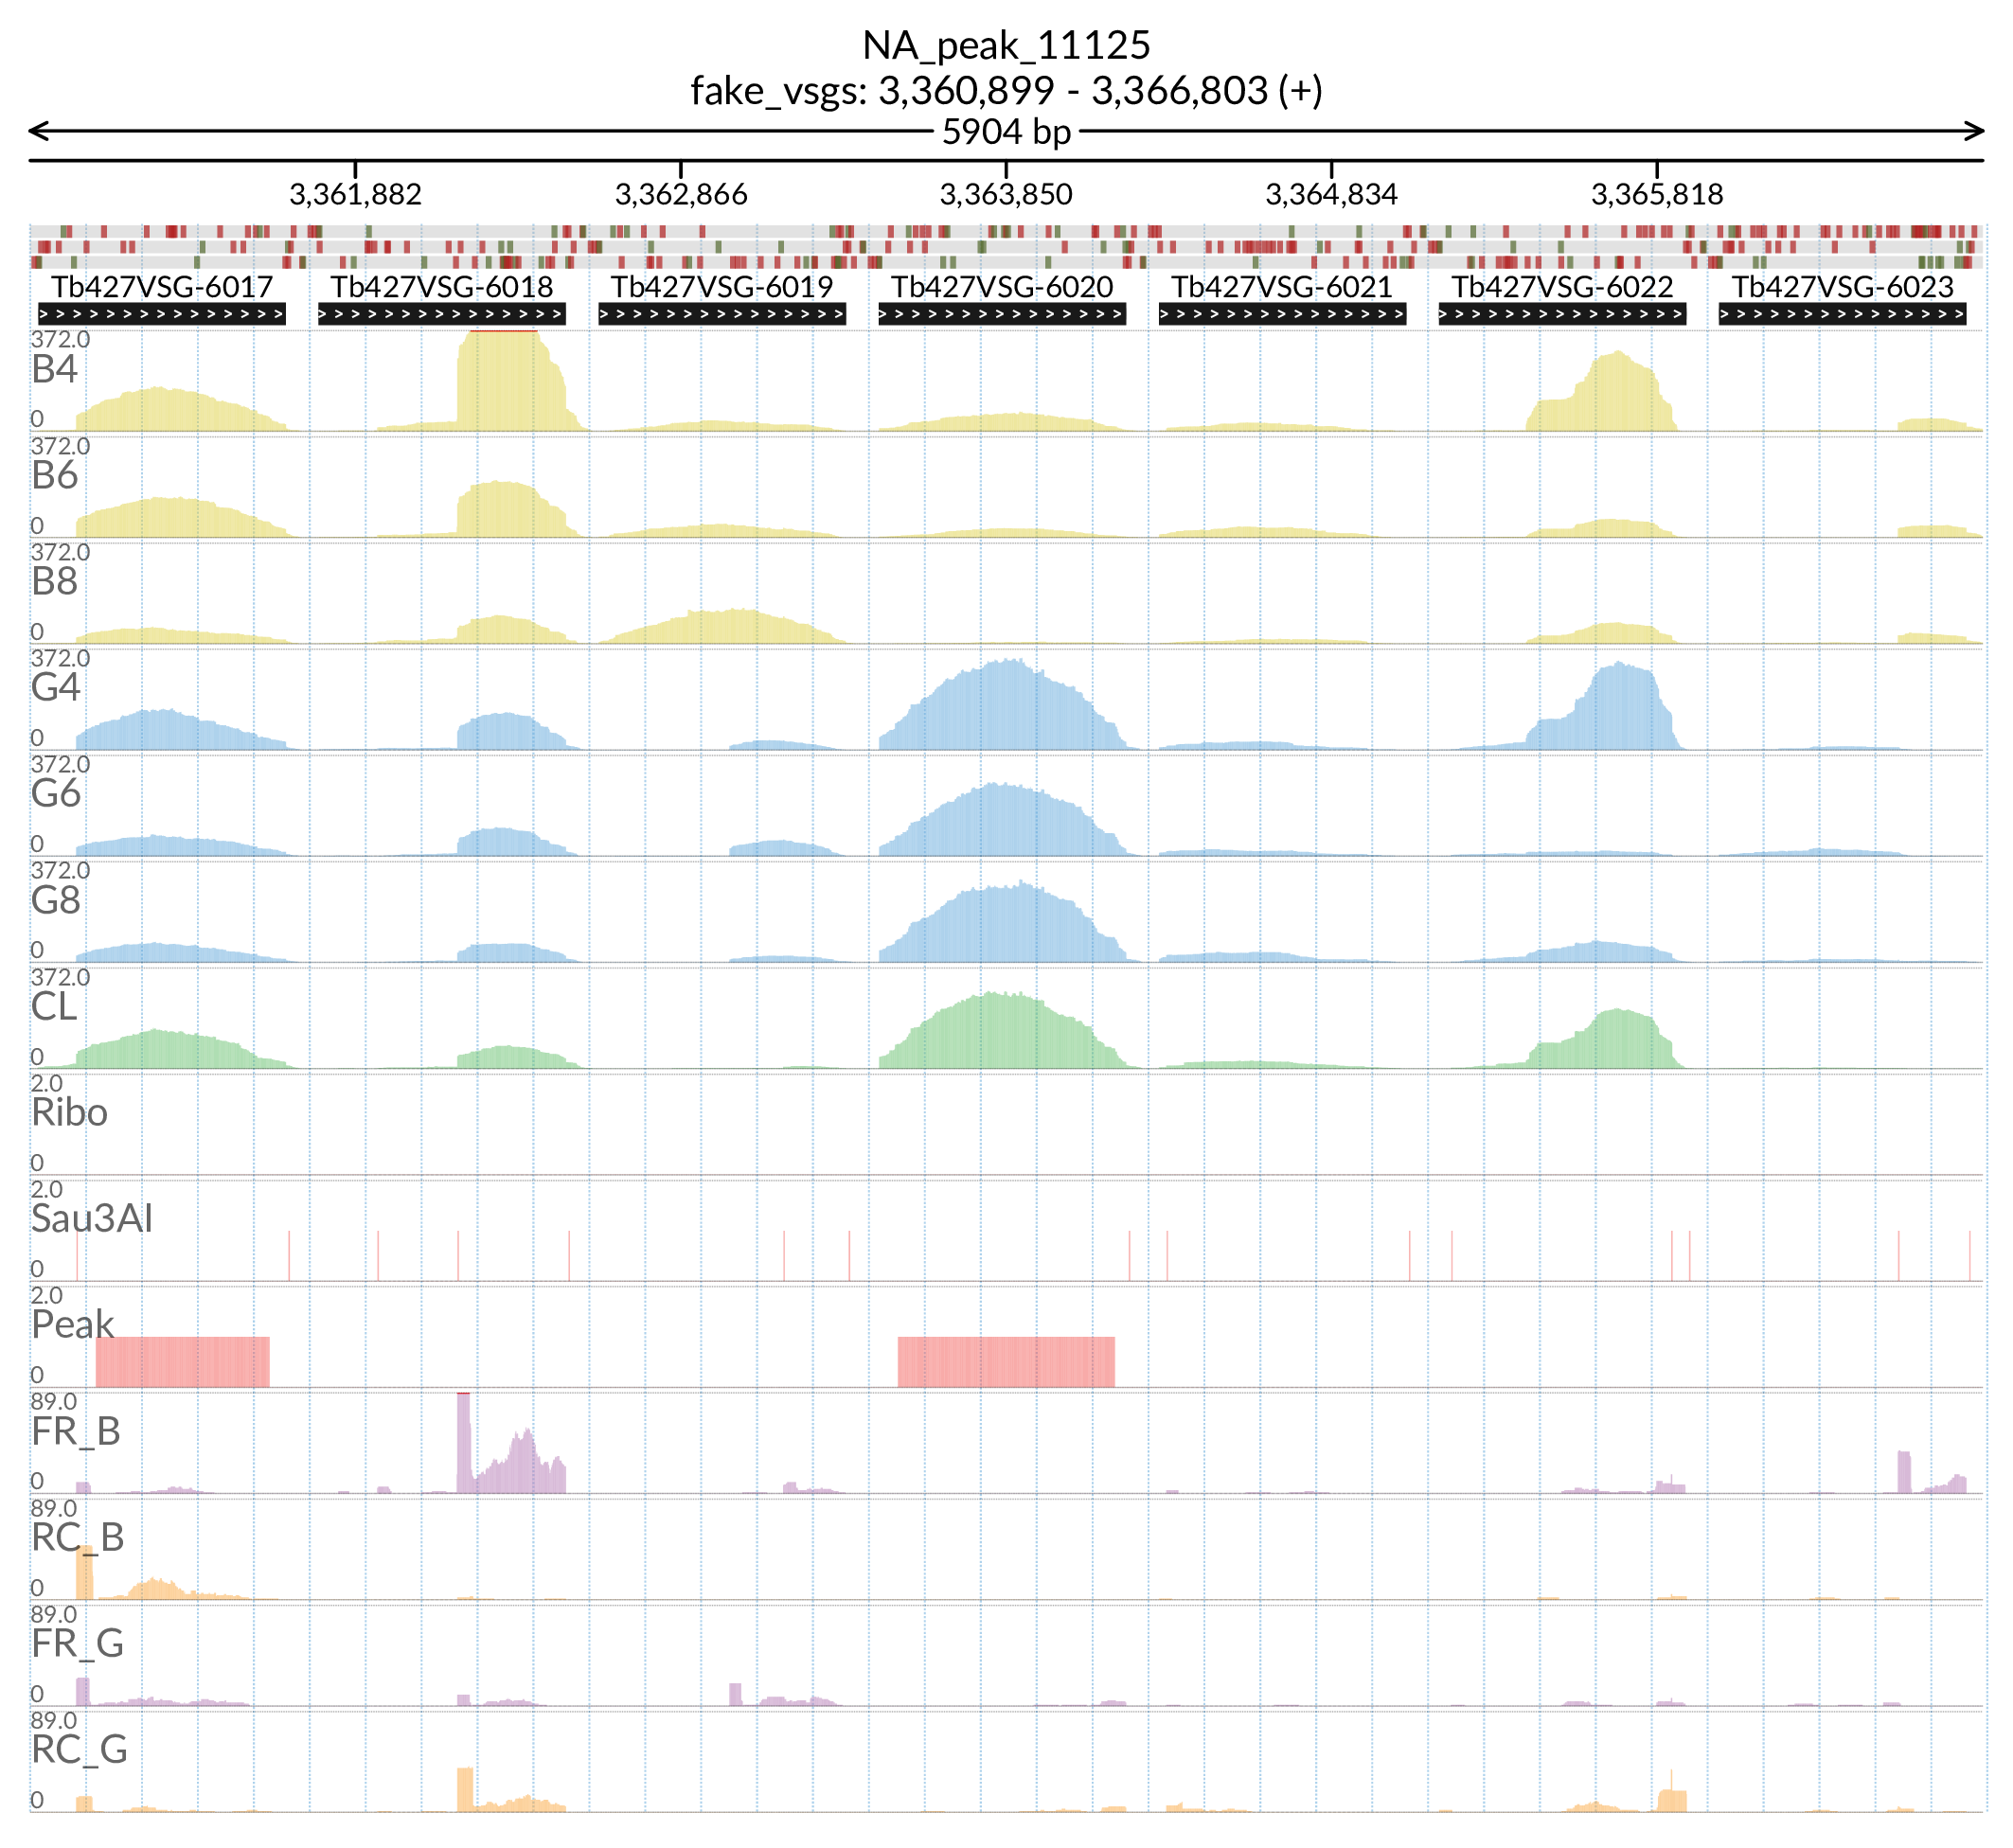 NA_peak_11125
fake_vsgs: 3,360,899 - 3,366,803 (+)
5904 bp
3,361,882 3,362,866 3,363,850 3,364,834 3,365,818
Tb427VSG-6017 Tb427VSG-6018 Tb427VSG-6019 Tb427VSG-6020 Tb427VSG-6021 Tb427VSG-6022 Tb427VSG-6023
372.0
B4
0
372.0
B6
0
372.0
B8
0
372.0
G4
0
372.0
G6
0
372.0
G8
0
372.0
CL
0
2.0
Ribo
0
2.0
Sau3AI
0
2.0
Peak
0
89.0
FR_B
0
89.0
RC_B
0
89.0
FR_G
0
89.0
RC_G
0